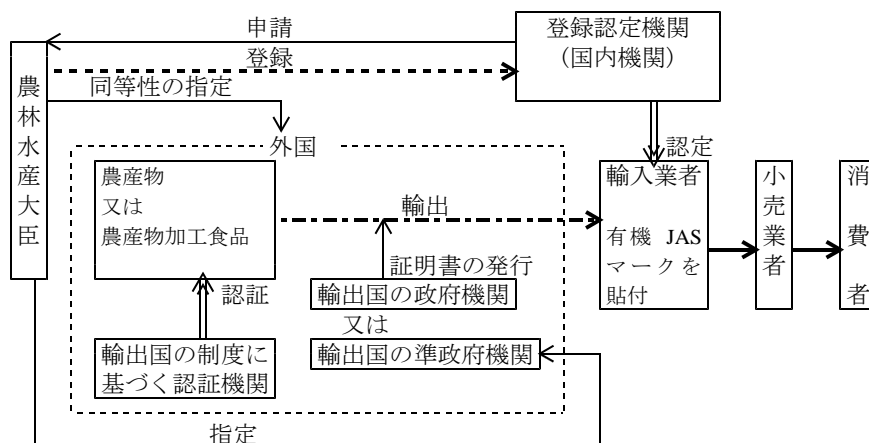 申請
登録
同等性の指定
農林水産大臣
登録認定機関
（国内機関）
外国
認定
農産物
又は
農産物加工食品
輸出
輸入業者
有機 JAS
マークを
貼付
小売業者
消費者
証明書の発行
認証
輸出国の政府機関
又は
輸出国の準政府機関
輸出国の制度に
基づく認証機関
指定